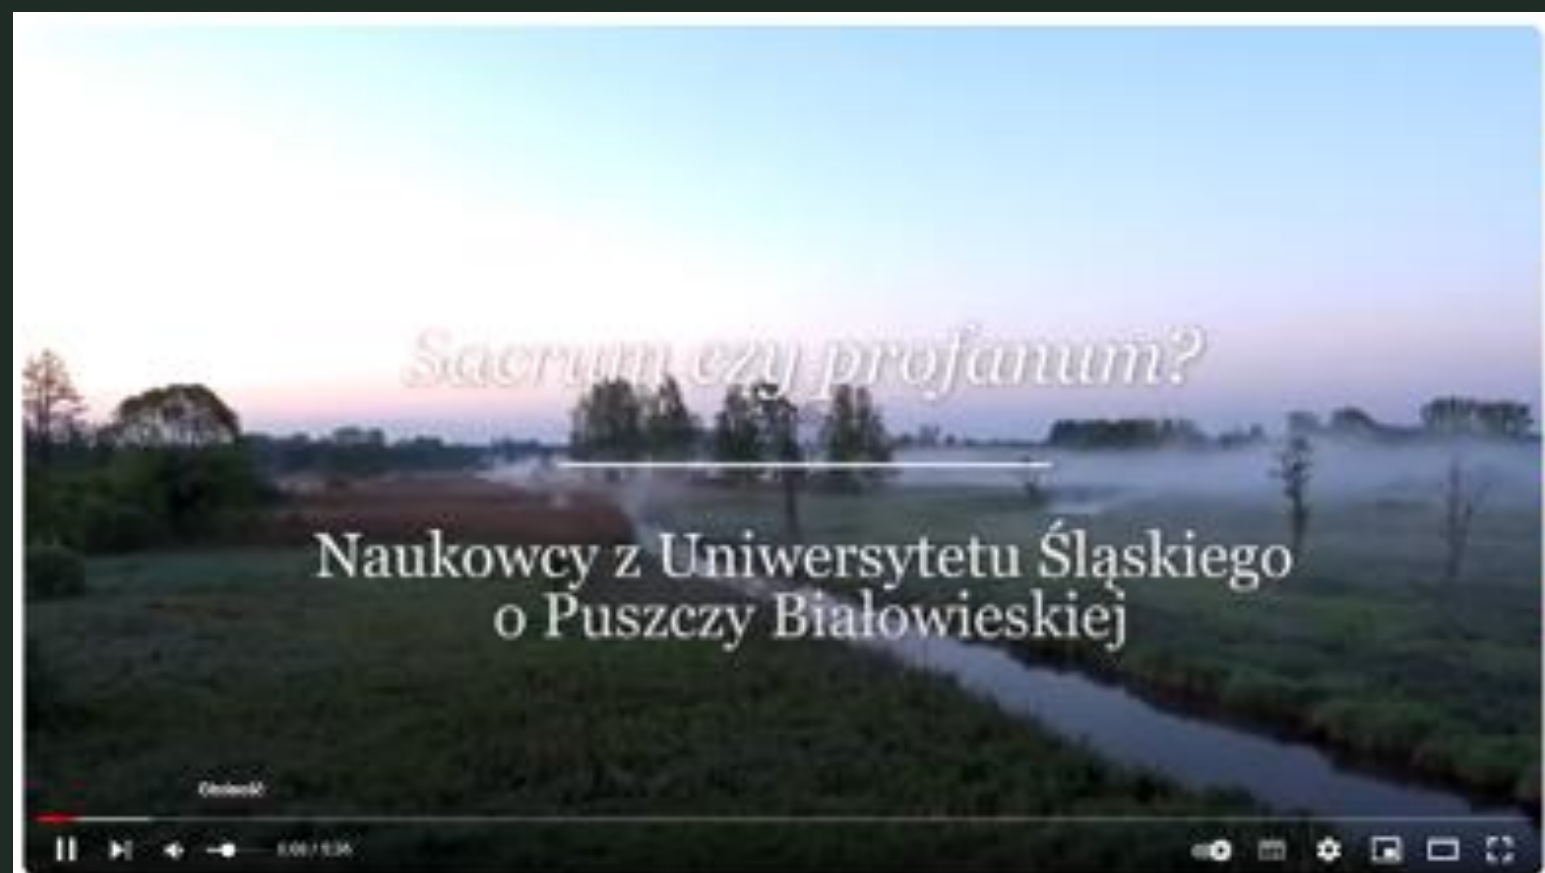 Sacrum czy profanum?
Naukowcy z Uniwersytetu Śląskiego
o Puszczy Białowieskiej